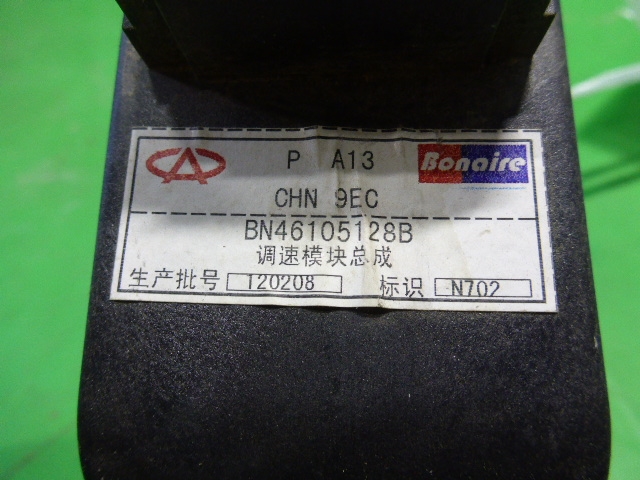 P A13
Bonaire
CHN 9EC
BN46105128B
调速模块总成
生产批号 120208 标识 N702